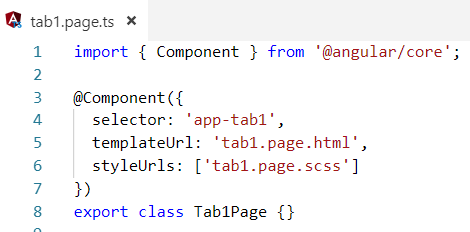 tab1.page.ts ×
1 import { Component } from '@angular/core';
2
3 @Component({
4   selector: 'app-tab1',
5   templateUrl: 'tab1.page.html',
6   styleUrls: ['tab1.page.scss']
7 })
8 export class Tab1Page {}